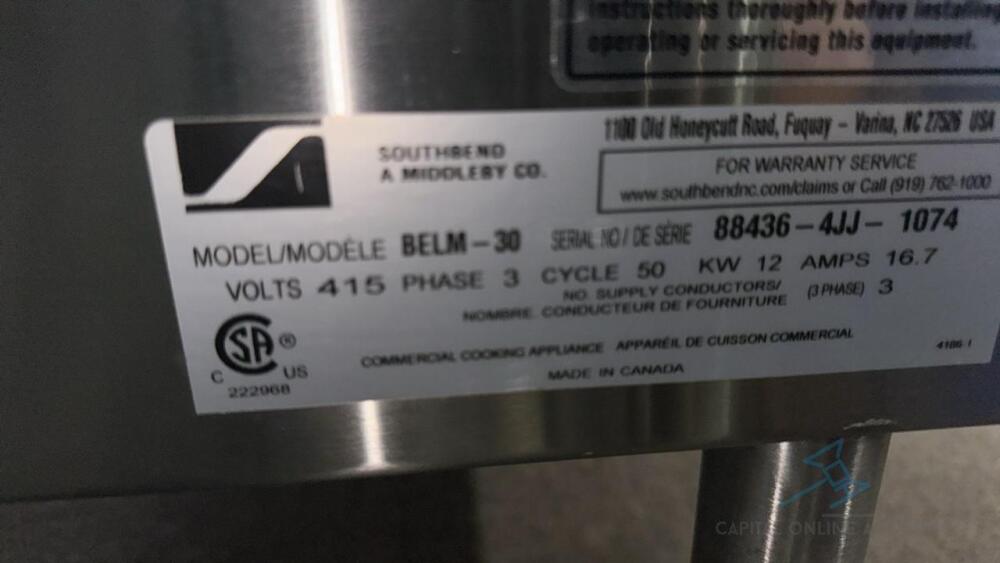 instructions thoroughly before installing
operating or servicing this equipment.
SOUTHBEND
A MIDDLEBY CO.
1100 Old Honeycutt Road, Fuquay – Varina, NC 27526 USA
FOR WARRANTY SERVICE
www.southbendnc.com/claims or Call (919) 762-1000
MODEL/MODÈLE BELM – 30 SERIAL NO / DE SÉRIE 88436 – 4JJ – 1074
VOLTS 415 PHASE 3 CYCLE 50 KW 12 AMPS 16.7
NO. SUPPLY CONDUCTORS/
NOMBRE. CONDUCTEUR DE FOURNITURE (3 PHASE) 3
CSA ®
C US
222968
COMMERCIAL COOKING APPLIANCE APPARÉIL DE CUISSON COMMERCIAL
MADE IN CANADA
CAPITAL ONLINE